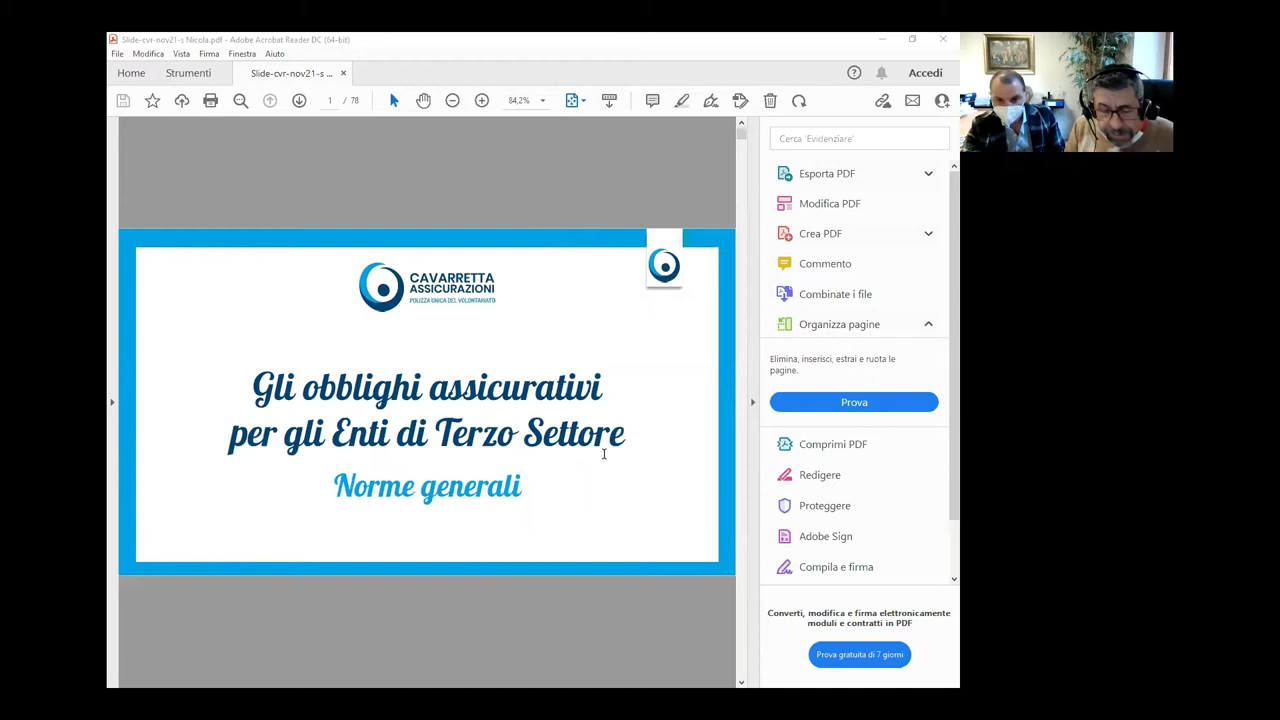 Slide-cvr-nov21-s Nicola.pdf - Adobe Acrobat Reader DC (64-bit)
File Modifica Vista Firma Finestra Aiuto
Home Strumenti Slide-cvr-nov21-s ... × Accedi
1 / 78 84,2%
Cerca 'Evidenziare'
Esporta PDF
Modifica PDF
Crea PDF
Commento
Combinate i file
Organizza pagine
Elimina, inserisci, estrai e ruota le
pagine.
Prova
Comprimi PDF
Redigere
Proteggere
Adobe Sign
Compila e firma
Converti, modifica e firma elettronicamente
moduli e contratti in PDF
Prova gratuita di 7 giorni
CAVARRETTA
ASSICURAZIONI
POLIZZA UNICA DEL VOLONTARIATO
Gli obblighi assicurativi
per gli Enti di Terzo Settore
Norme generali